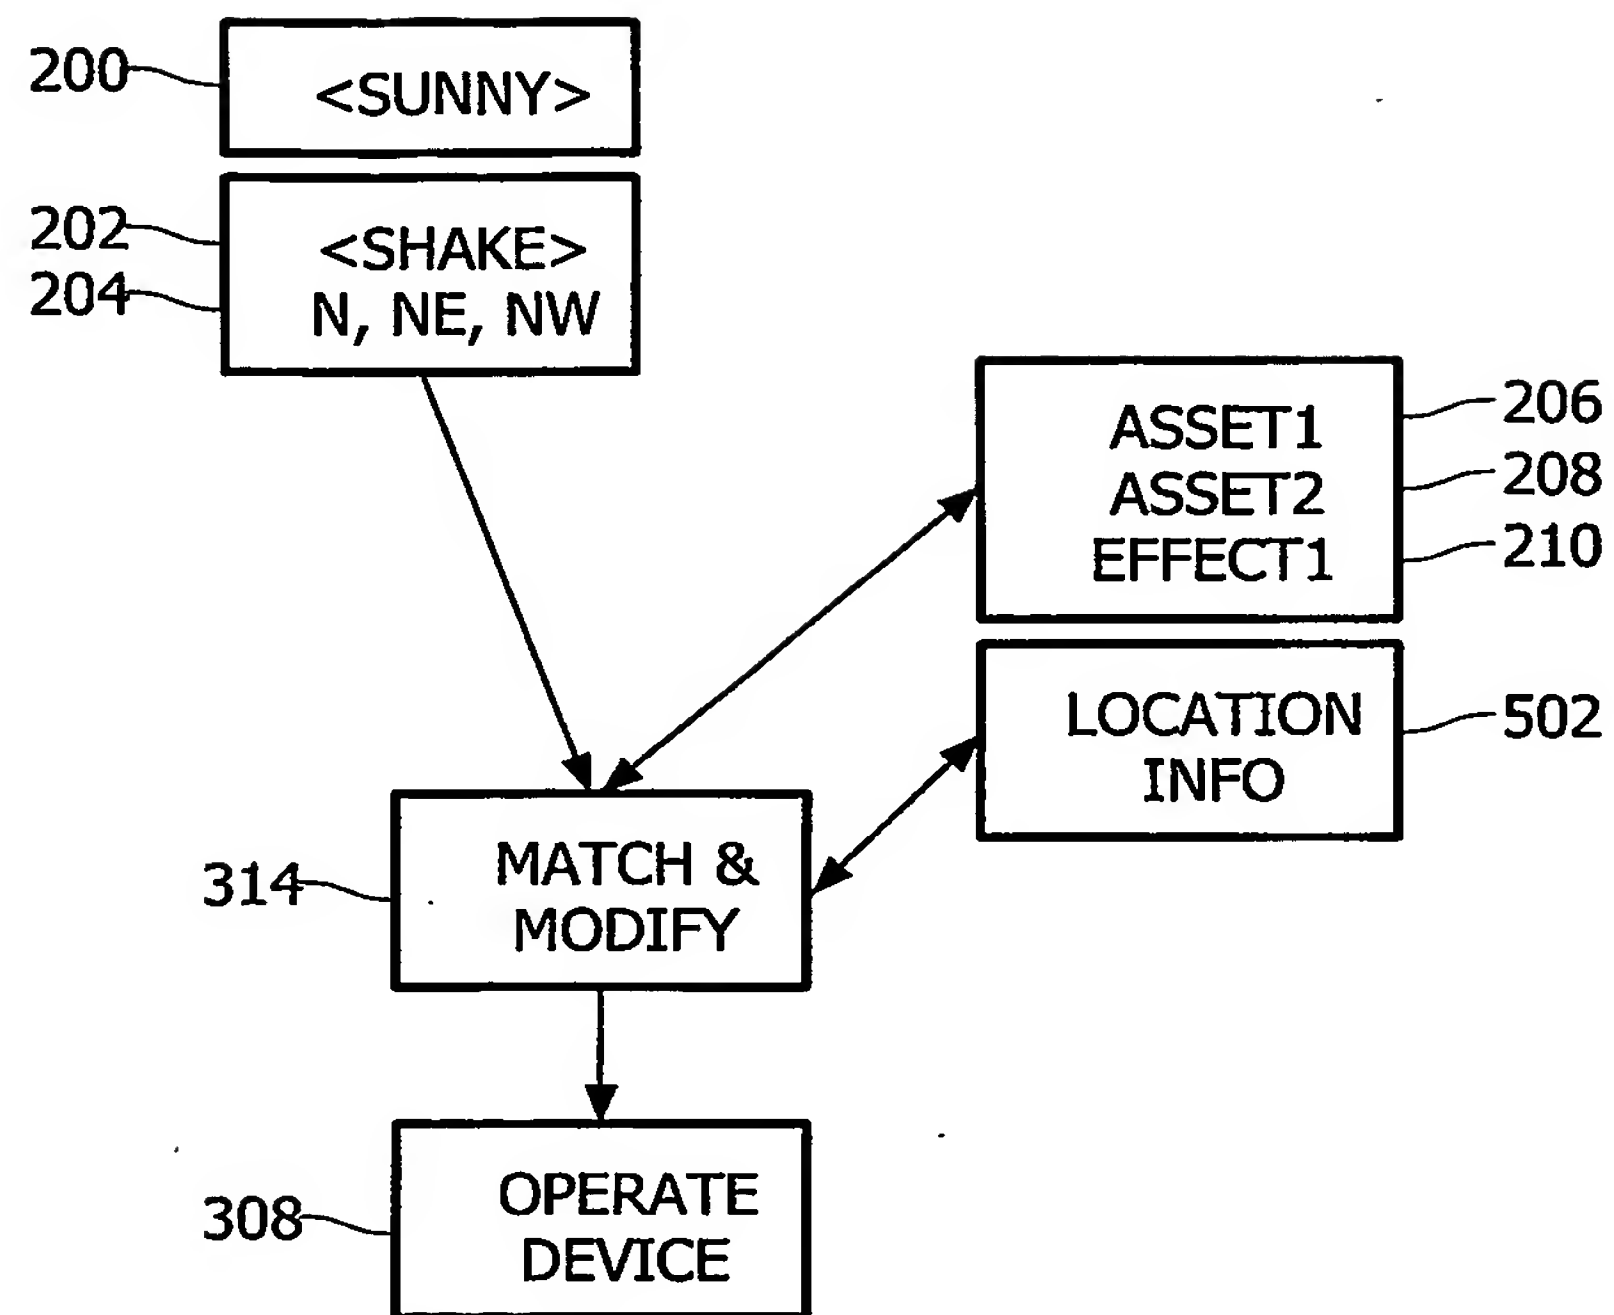 200
<SUNNY>
202
<SHAKE>
204
N, NE, NW
ASSET1
206
ASSET2
208
EFFECT1
210
LOCATION
INFO
502
314
MATCH &
MODIFY
308
OPERATE
DEVICE